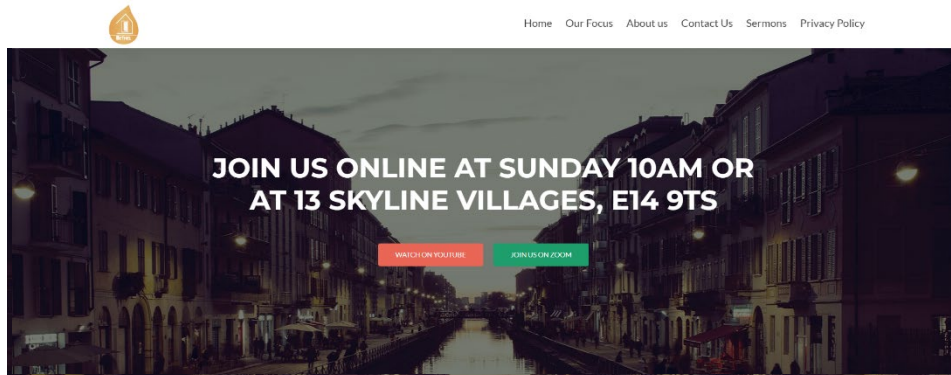 Home Our Focus About us Contact Us Sermons Privacy Policy
JOIN US ONLINE AT SUNDAY 10AM OR
AT 13 SKYLINE VILLAGES, E14 9TS
WATCH ON YOUTUBE JOIN US ON ZOOM